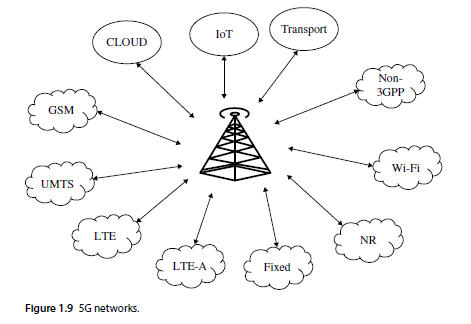 CLOUD
IoT
Transport
Non-
3GPP
GSM
Wi-Fi
UMTS
LTE
NR
LTE-A
Fixed
Figure 1.9 5G networks.